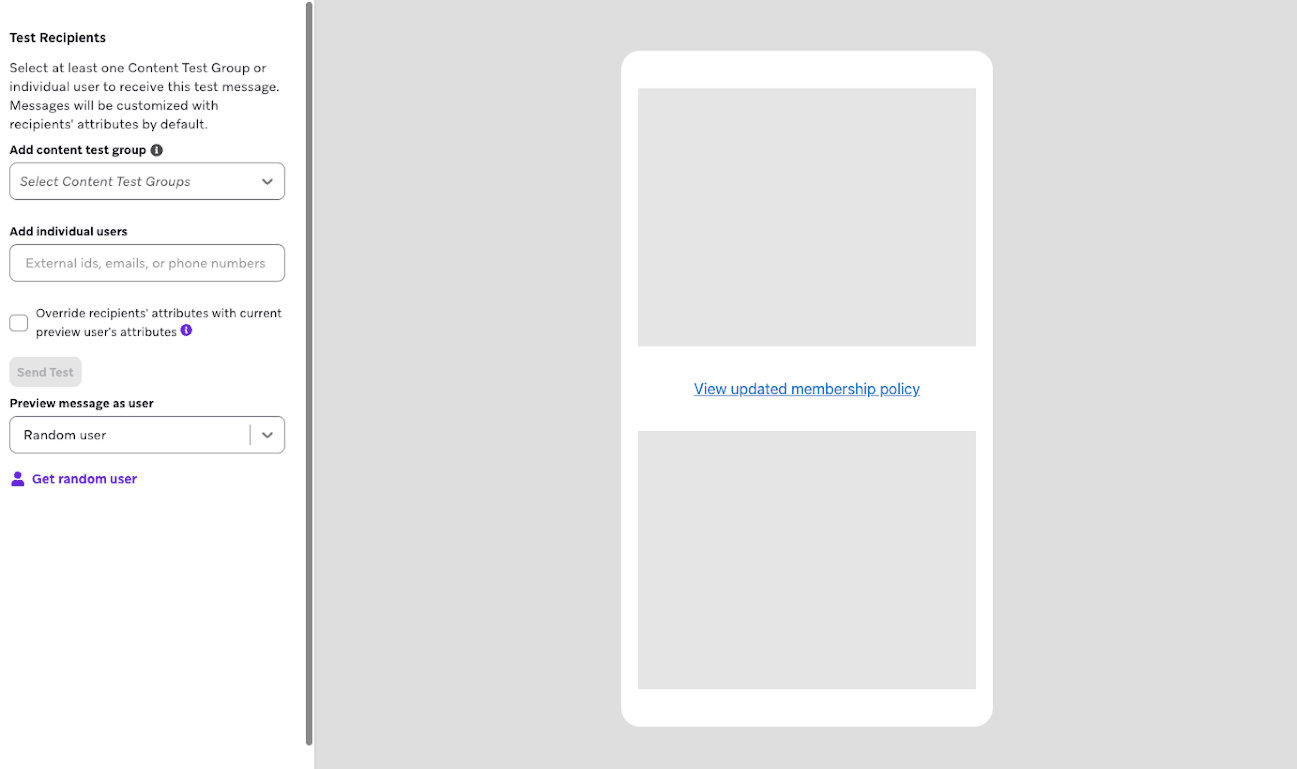 Test Recipients
Select at least one Content Test Group or
individual user to receive this test message.
Messages will be customized with
recipients' attributes by default.
Add content test group
Select Content Test Groups
Add individual users
External ids, emails, or phone numbers
Override recipients' attributes with current
preview user's attributes
Send Test
Preview message as user
Random user
Get random user
View updated membership policy